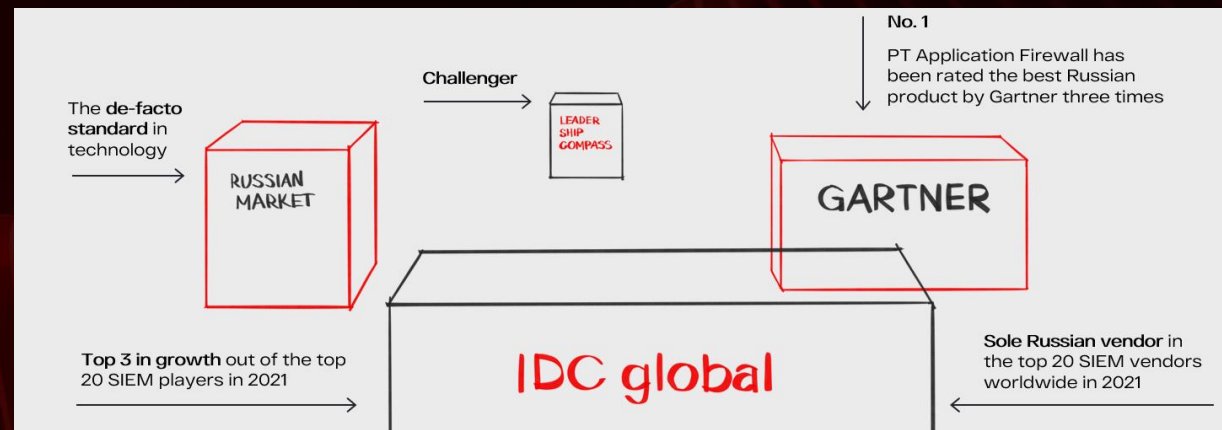 No. 1
PT Application Firewall has
been rated the best Russian
product by Gartner three times
Challenger
LEADER
SHIP
COMPASS
The de-facto
standard in
technology
RUSSIAN
MARKET
GARTNER
Top 3 in growth out of the top
20 SIEM players in 2021
IDC global
Sole Russian vendor in
the top 20 SIEM vendors
worldwide in 2021